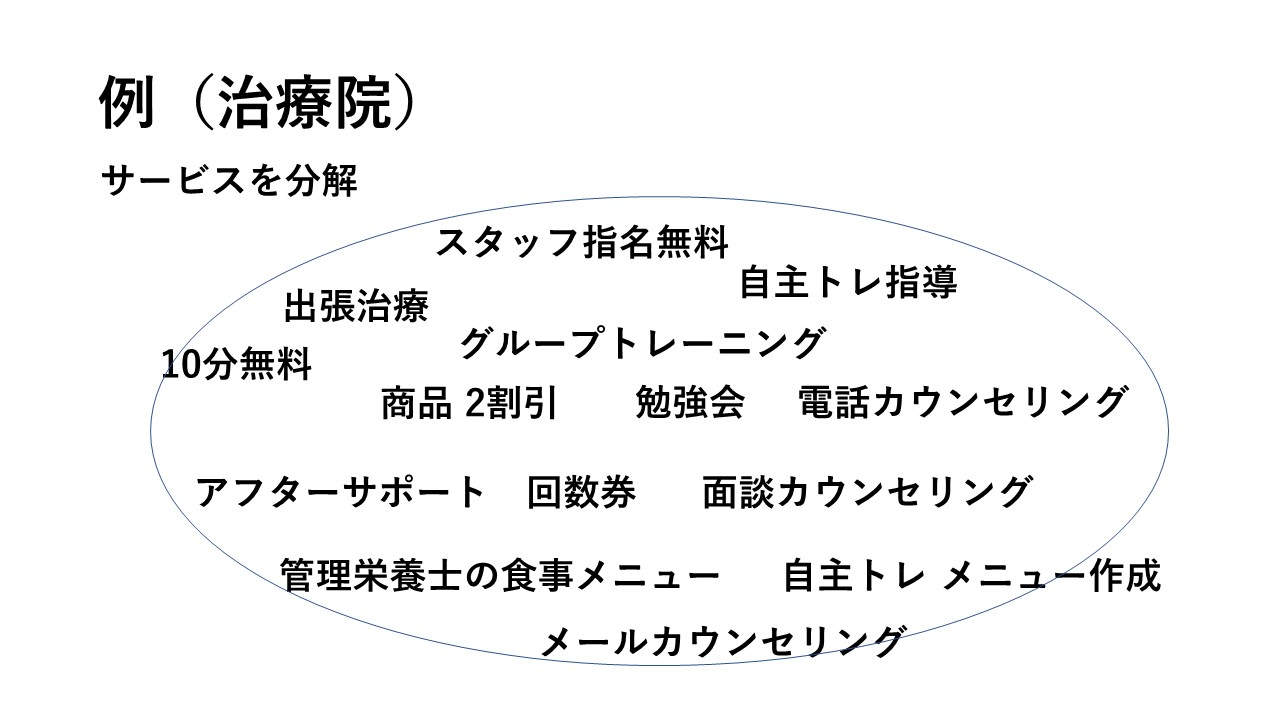 例（治療院）
サービスを分解
スタッフ指名無料
自主トレ指導
出張治療
グループトレーニング
10分無料
商品 2割引 勉強会 電話カウンセリング
アフターサポート 回数券 面談カウンセリング
管理栄養士の食事メニュー 自主トレ メニュー作成
メールカウンセリング